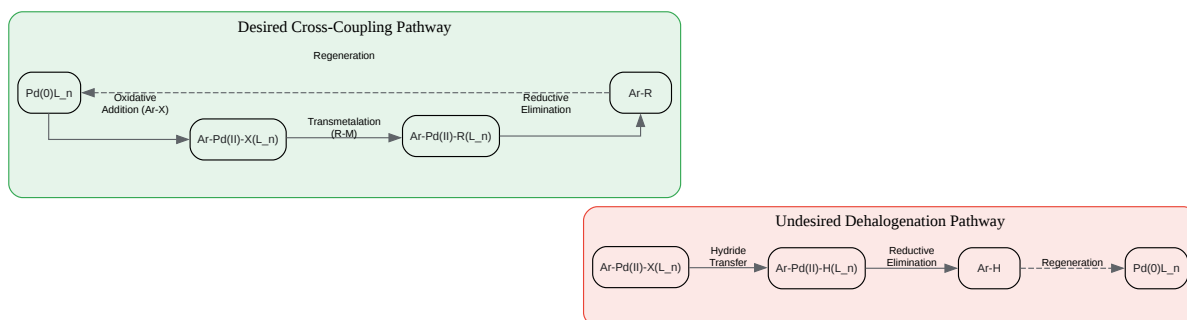 Desired Cross-Coupling Pathway
Regeneration
Pd(0)L_n
Oxidative
Addition (Ar-X)
Ar-Pd(II)-X(L_n)
Transmetalation
(R-M)
Ar-Pd(II)-R(L_n)
Reductive
Elimination
Ar-R
Undesired Dehalogenation Pathway
Ar-Pd(II)-X(L_n)
Hydride
Transfer
Ar-Pd(II)-H(L_n)
Reductive
Elimination
Ar-H
Regeneration
Pd(0)L_n